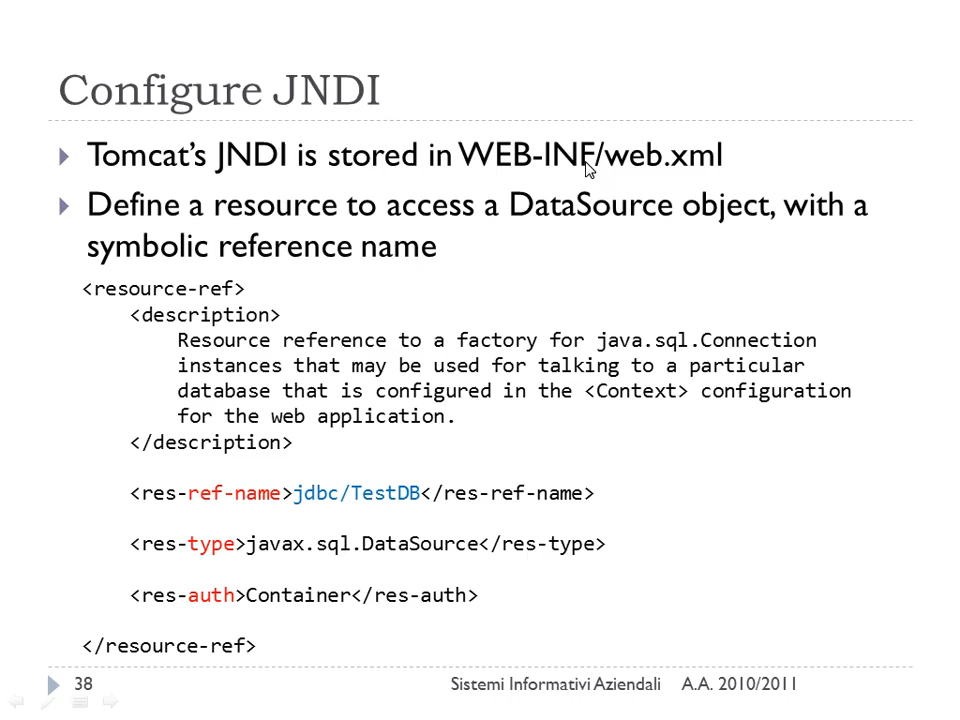 Configure JNDI
Tomcat’s JNDI is stored in WEB-INF/web.xml
Define a resource to access a DataSource object, with a
symbolic reference name
<resource-ref>
<description>
Resource reference to a factory for java.sql.Connection
instances that may be used for talking to a particular
database that is configured in the <Context> configuration
for the web application.
</description>
<res-ref-name>jdbc/TestDB</res-ref-name>
<res-type>javax.sql.DataSource</res-type>
<res-auth>Container</res-auth>
</resource-ref>
38 Sistemi Informativi Aziendali A.A. 2010/2011